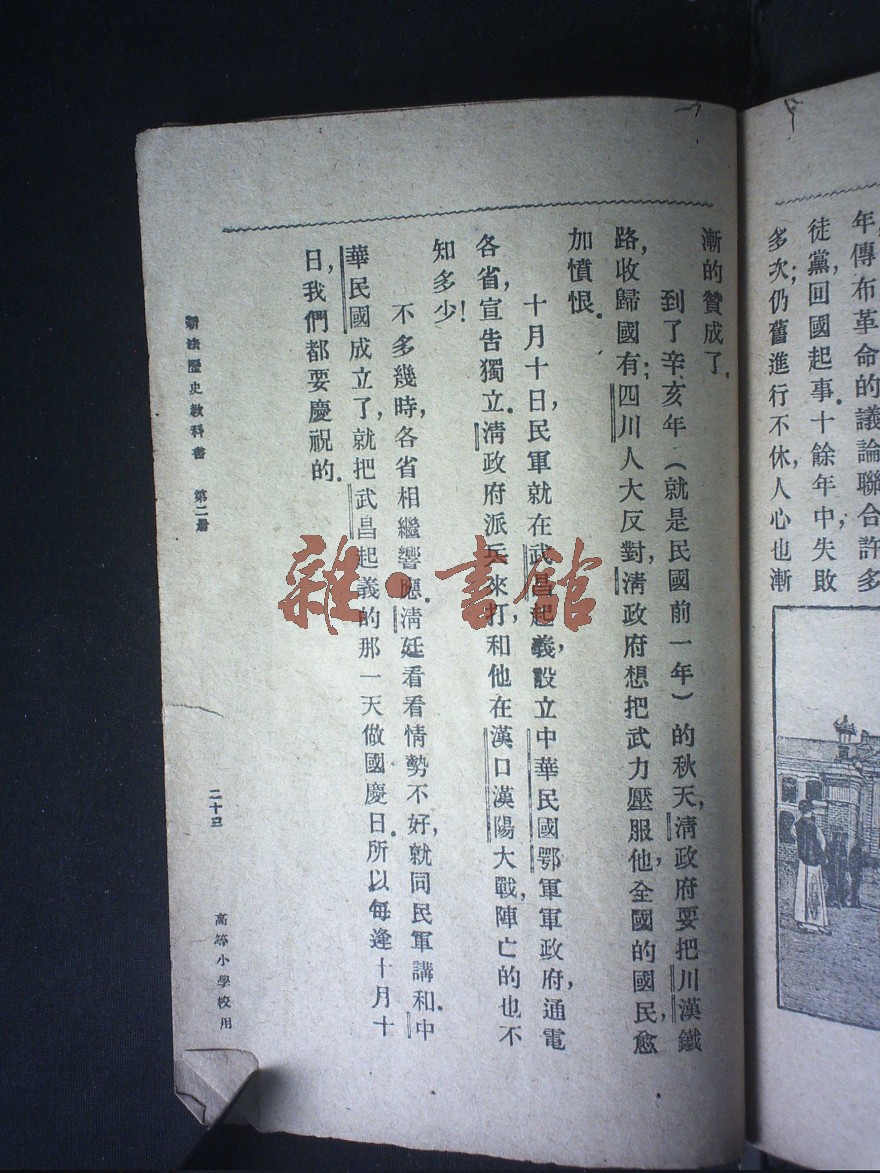 年，傳布革命的議論聯合許多
徒黨，回國起事．十餘年中，失敗
多次；仍舊進行不休，人心也漸
漸的贊成了．
到了辛亥年（就是民國前一年）的秋天，清政府要把川漢鐵
路，收歸國有；四川人大反對，清政府想把武力壓服他，全國的國民，愈
加憤恨．
十月十日，民軍就在武昌起義，設立中華民國鄂軍軍政府，通電
各省，宣告獨立．清政府派兵來打，和他在漢口漢陽大戰，陣亡的也不
知多少！
不多幾時，各省相繼響應．清廷看看情勢不好，就同民軍講和．中
華民國成立了，就把武昌起義的那一天做國慶日．所以每逢十月十
日，我們都要慶祝的．
新法歷史教科書 第二册 二十三 高等小學校用
雜·書館